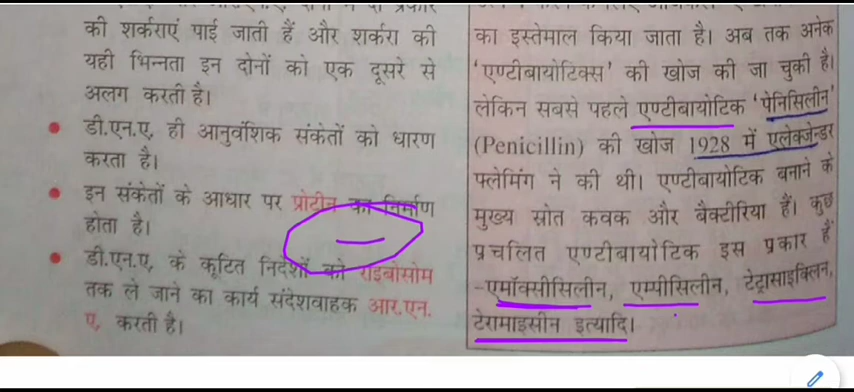 की शर्कराएं पाई जाती हैं और शर्करा की
यही भिन्नता इन दोनों को एक दूसरे से
अलग करती है।
डी.एन.ए. ही आनुवंशिक संकेतों को धारण
करता है।
इन संकेतों के आधार पर प्रोटीन का निर्माण
होता है।
डी.एन.ए. के कूटित निर्देशों को राइबोसोम
तक ले जाने का कार्य संदेशवाहक आर.एन.
ए. करती है।
का इस्तेमाल किया जाता है। अब तक अनेक
'एण्टीबायोटिक्स' की खोज की जा चुकी है।
लेकिन सबसे पहले एण्टीबायोटिक 'पेनिसिलीन'
(Penicillin) की खोज 1928 में एलेक्जेन्डर
फ्लेमिंग ने की थी। एण्टीबायोटिक बनाने के
मुख्य स्रोत कवक और बैक्टीरिया हैं। कुछ
प्रचलित एण्टीबायोटिक इस प्रकार हैं
-एमॉक्सीसिलीन, एम्पीसिलीन, टेट्रासाइक्लिन,
टेरामाइसीन इत्यादि।